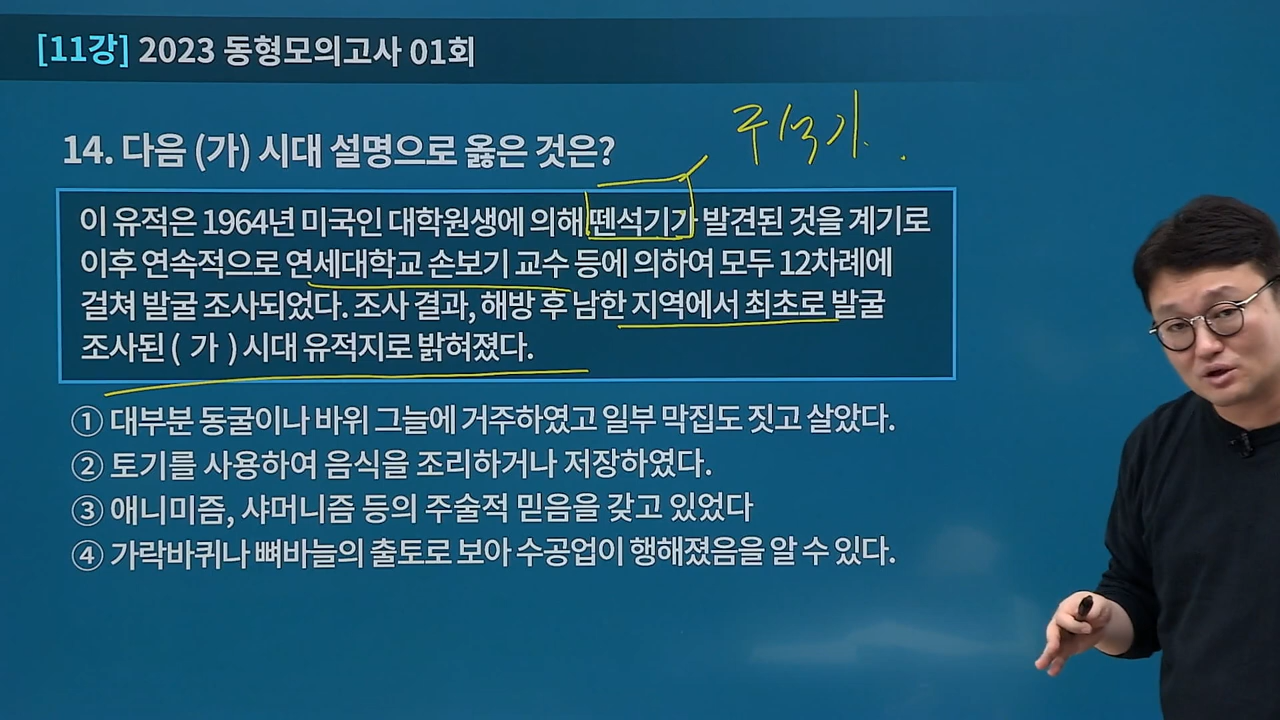 [11강] 2023 동형모의고사 01회
구석기.
14. 다음 (가) 시대 설명으로 옳은 것은?
이 유적은 1964년 미국인 대학원생에 의해 뗀석기가 발견된 것을 계기로
이후 연속적으로 연세대학교 손보기 교수 등에 의하여 모두 12차례에
걸쳐 발굴 조사되었다. 조사 결과, 해방 후 남한 지역에서 최초로 발굴
조사된 ( 가 ) 시대 유적지로 밝혀졌다.
① 대부분 동굴이나 바위 그늘에 거주하였고 일부 막집도 짓고 살았다.
② 토기를 사용하여 음식을 조리하거나 저장하였다.
③ 애니미즘, 샤머니즘 등의 주술적 믿음을 갖고 있었다
④ 가락바퀴나 뼈바늘의 출토로 보아 수공업이 행해졌음을 알 수 있다.